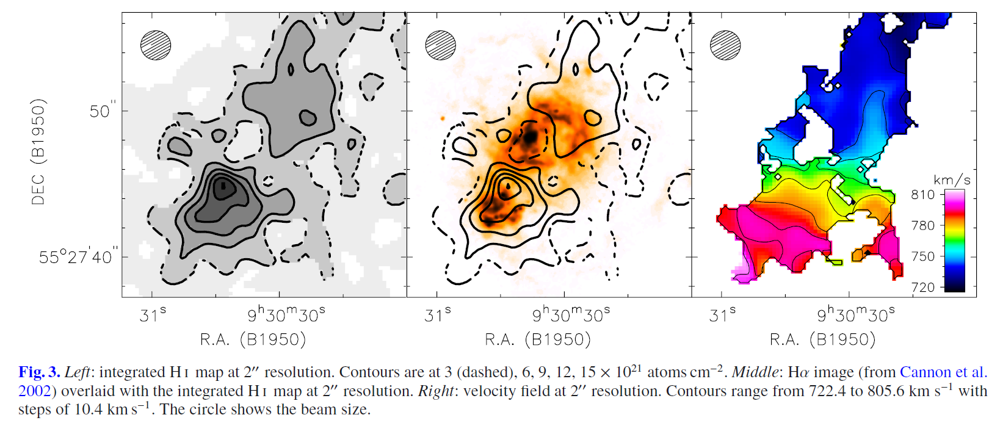 DEC (B1950)
50"
55°27'40"
31s
9h30m30s
R.A. (B1950)
31s
9h30m30s
R.A. (B1950)
km/s
810
780
750
720
31s
9h30m30s
R.A. (B1950)
Fig. 3. Left: integrated H I map at 2″ resolution. Contours are at 3 (dashed), 6, 9, 12, 15 × 10²¹ atoms cm⁻². Middle: Hα image (from Cannon et al.
2002) overlaid with the integrated H I map at 2″ resolution. Right: velocity field at 2″ resolution. Contours range from 722.4 to 805.6 km s⁻¹ with
steps of 10.4 km s⁻¹. The circle shows the beam size.